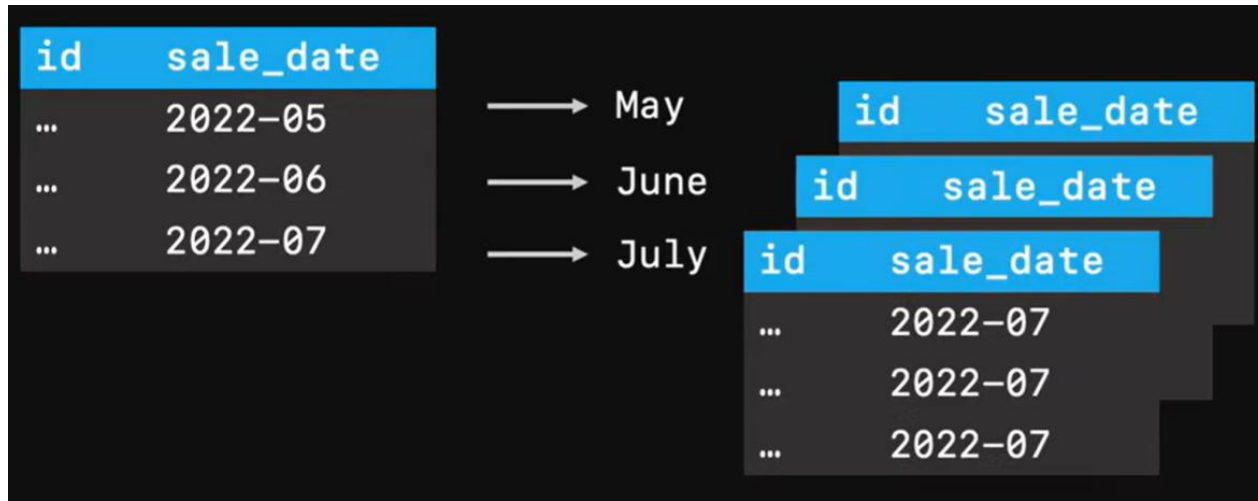 id sale_date
… 2022-05
… 2022-06
… 2022-07
May
June
July
id sale_date
id sale_date
id sale_date
… 2022-07
… 2022-07
… 2022-07